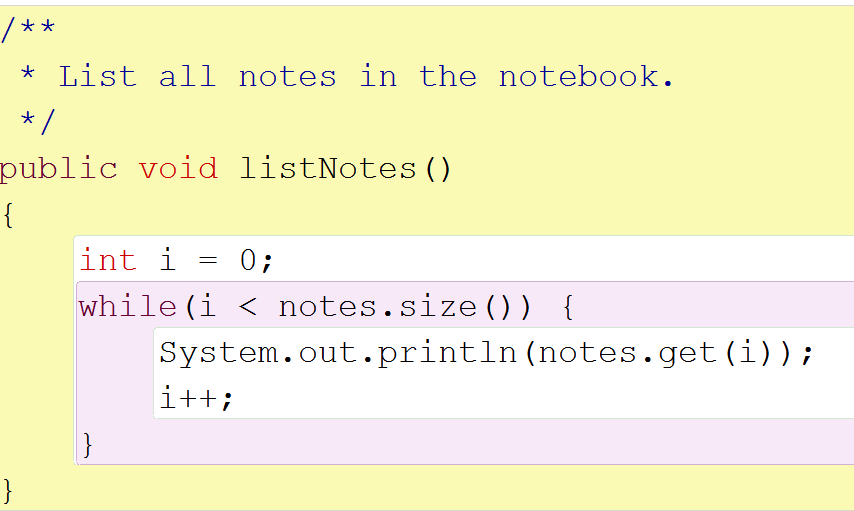 /**
 * List all notes in the notebook.
 */
public void listNotes()
{
    int i = 0;
    while(i < notes.size()) {
        System.out.println(notes.get(i));
        i++;
    }
}